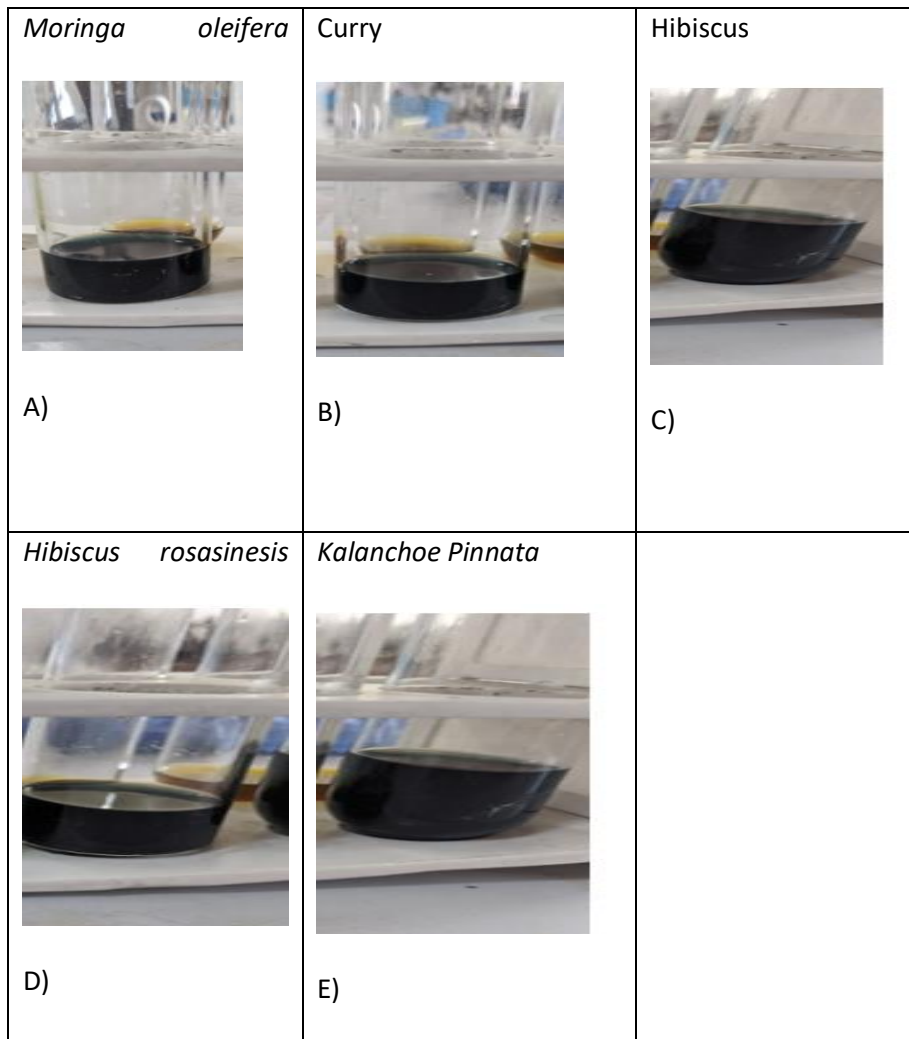 Moringa oleifera
Curry
Hibiscus
A)
B)
C)
Hibiscus rosasinesis
Kalanchoe Pinnata
D)
E)